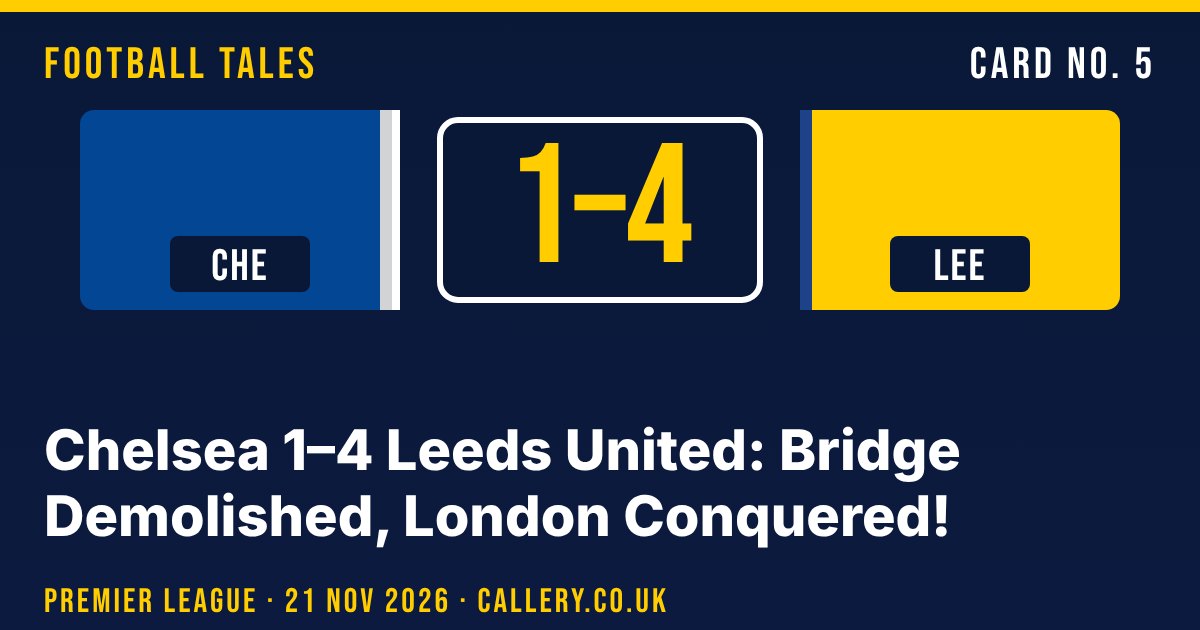 FOOTBALL TALES
CARD NO. 5
CHE
1–4
LEE
Chelsea 1–4 Leeds United: Bridge
Demolished, London Conquered!
PREMIER LEAGUE · 21 NOV 2026 · CALLERY.CO.UK